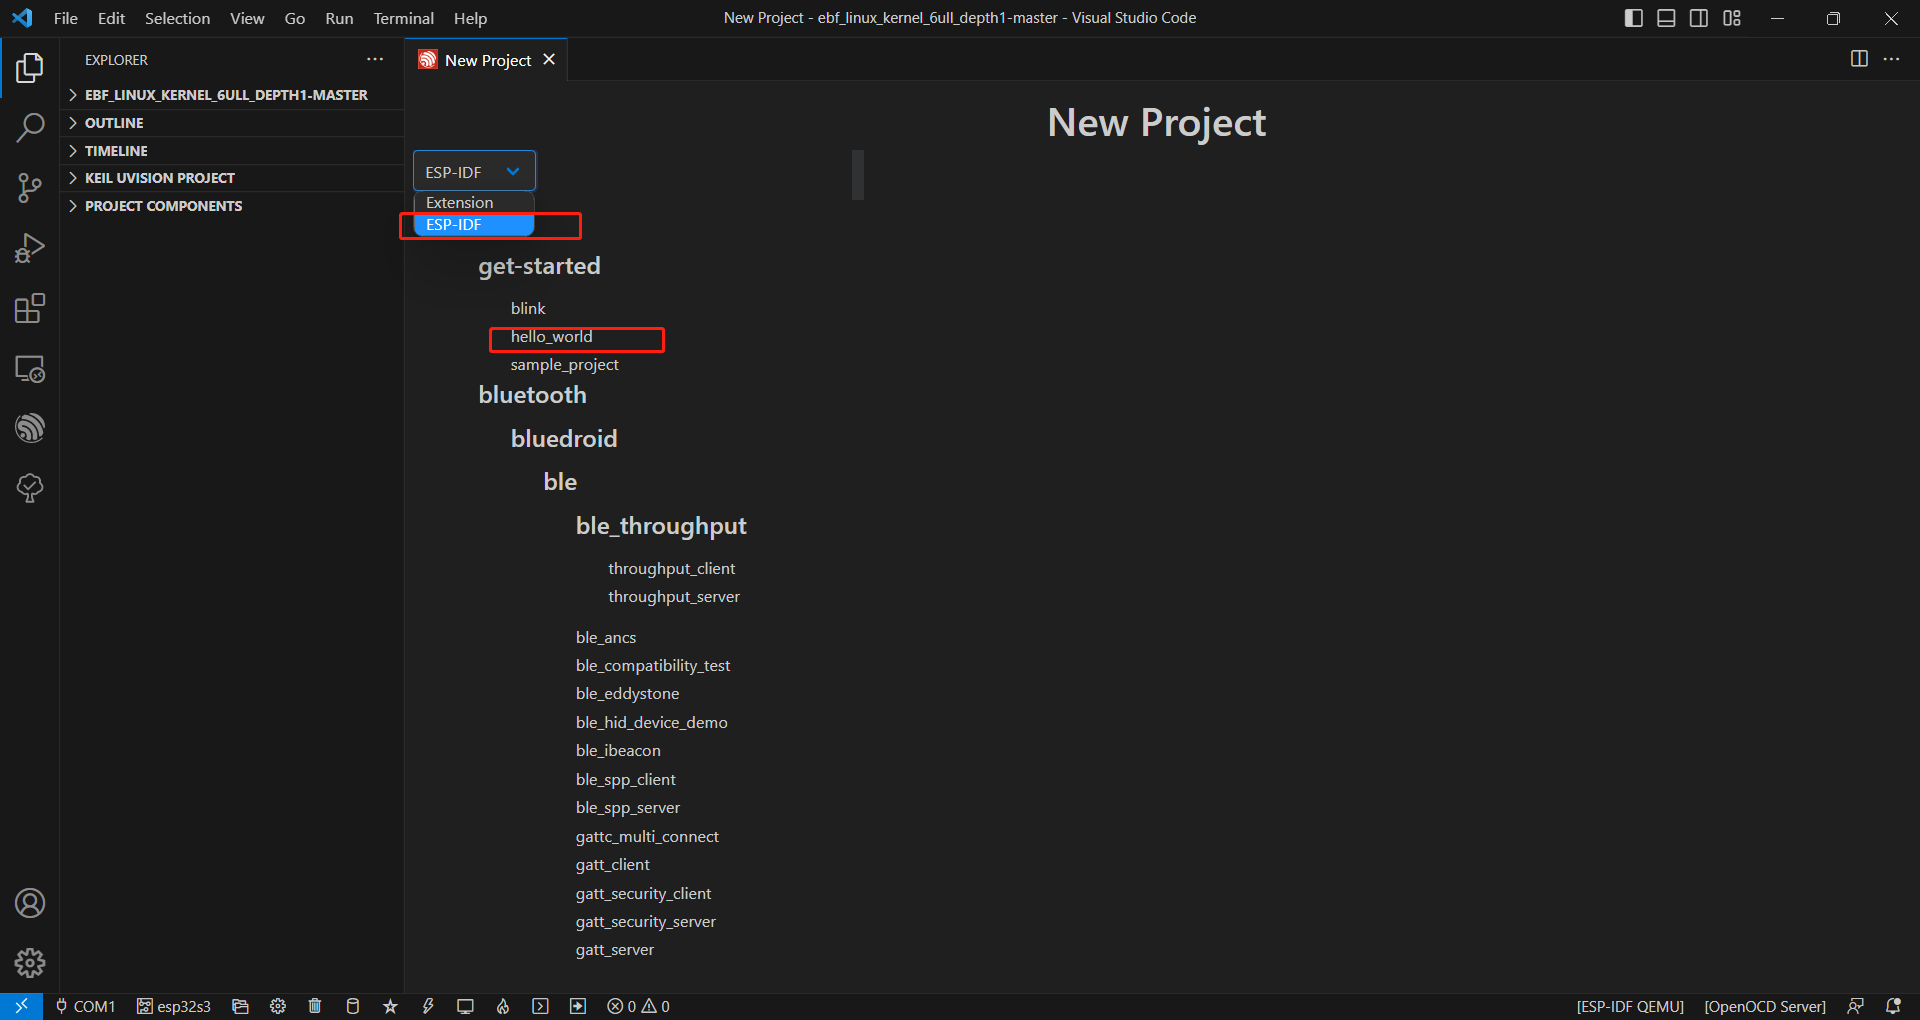 File Edit Selection View Go Run Terminal Help
New Project - ebf_linux_kernel_6ull_depth1-master - Visual Studio Code
EXPLORER
EBF_LINUX_KERNEL_6ULL_DEPTH1-MASTER
OUTLINE
TIMELINE
KEIL UVISION PROJECT
PROJECT COMPONENTS
New Project
New Project
ESP-IDF
Extension
ESP-IDF
get-started
blink
hello_world
sample_project
bluetooth
bluedroid
ble
ble_throughput
throughput_client
throughput_server
ble_ancs
ble_compatibility_test
ble_eddystone
ble_hid_device_demo
ble_ibeacon
ble_spp_client
ble_spp_server
gattc_multi_connect
gatt_client
gatt_security_client
gatt_security_server
gatt_server
COM1 esp32s3 0 0 [ESP-IDF QEMU] [OpenOCD Server]